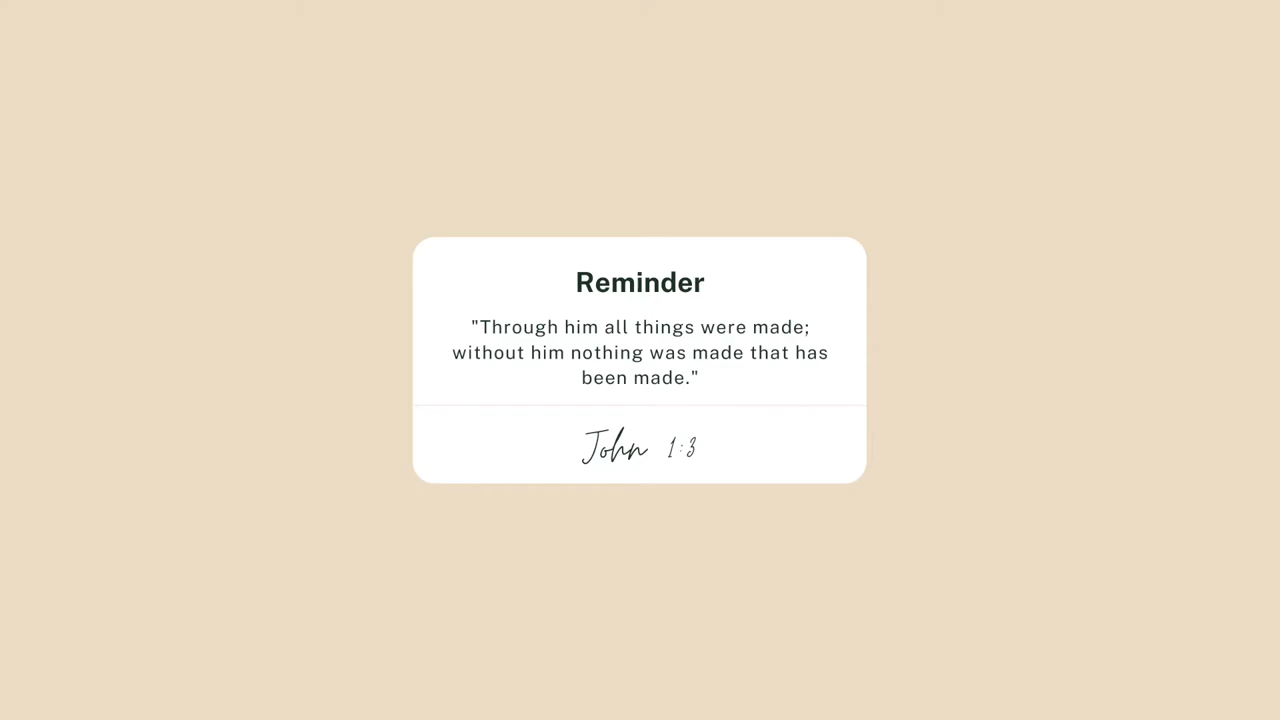 Reminder
"Through him all things were made;
without him nothing was made that has
been made."
John 1:3